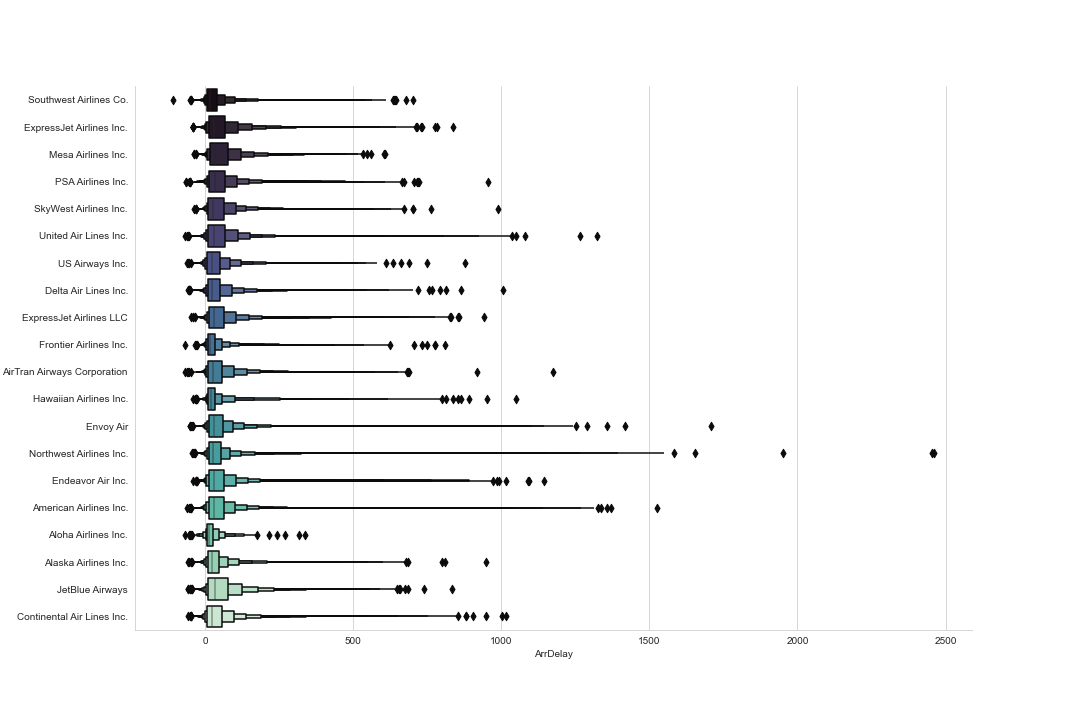 Southwest Airlines Co.
ExpressJet Airlines Inc.
Mesa Airlines Inc.
PSA Airlines Inc.
SkyWest Airlines Inc.
United Air Lines Inc.
US Airways Inc.
Delta Air Lines Inc.
ExpressJet Airlines LLC
Frontier Airlines Inc.
AirTran Airways Corporation
Hawaiian Airlines Inc.
Envoy Air
Northwest Airlines Inc.
Endeavor Air Inc.
American Airlines Inc.
Aloha Airlines Inc.
Alaska Airlines Inc.
JetBlue Airways
Continental Air Lines Inc.
0 500 1000 1500 2000 2500
ArrDelay